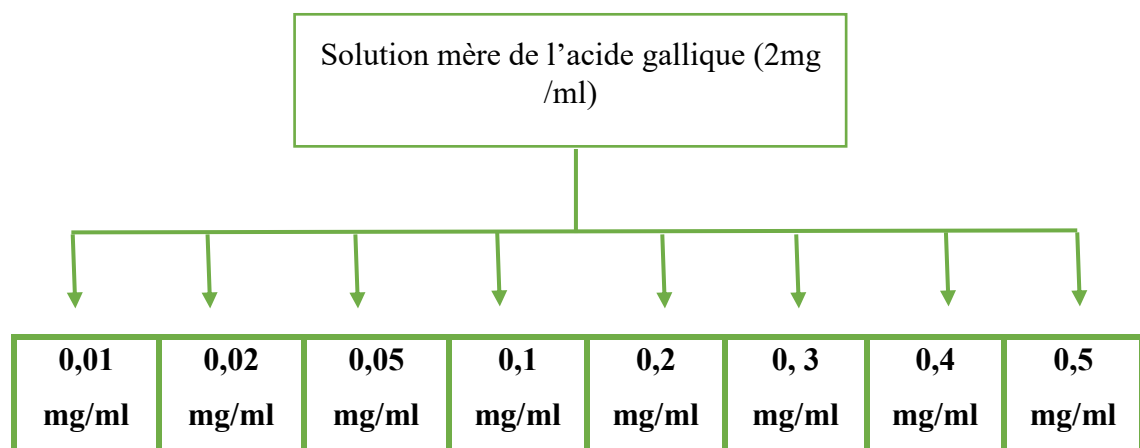 Solution mère de l’acide gallique (2mg
/ml)
0,01 0,02 0,05 0,1 0,2 0, 3 0,4 0,5
mg/ml mg/ml mg/ml mg/ml mg/ml mg/ml mg/ml mg/ml